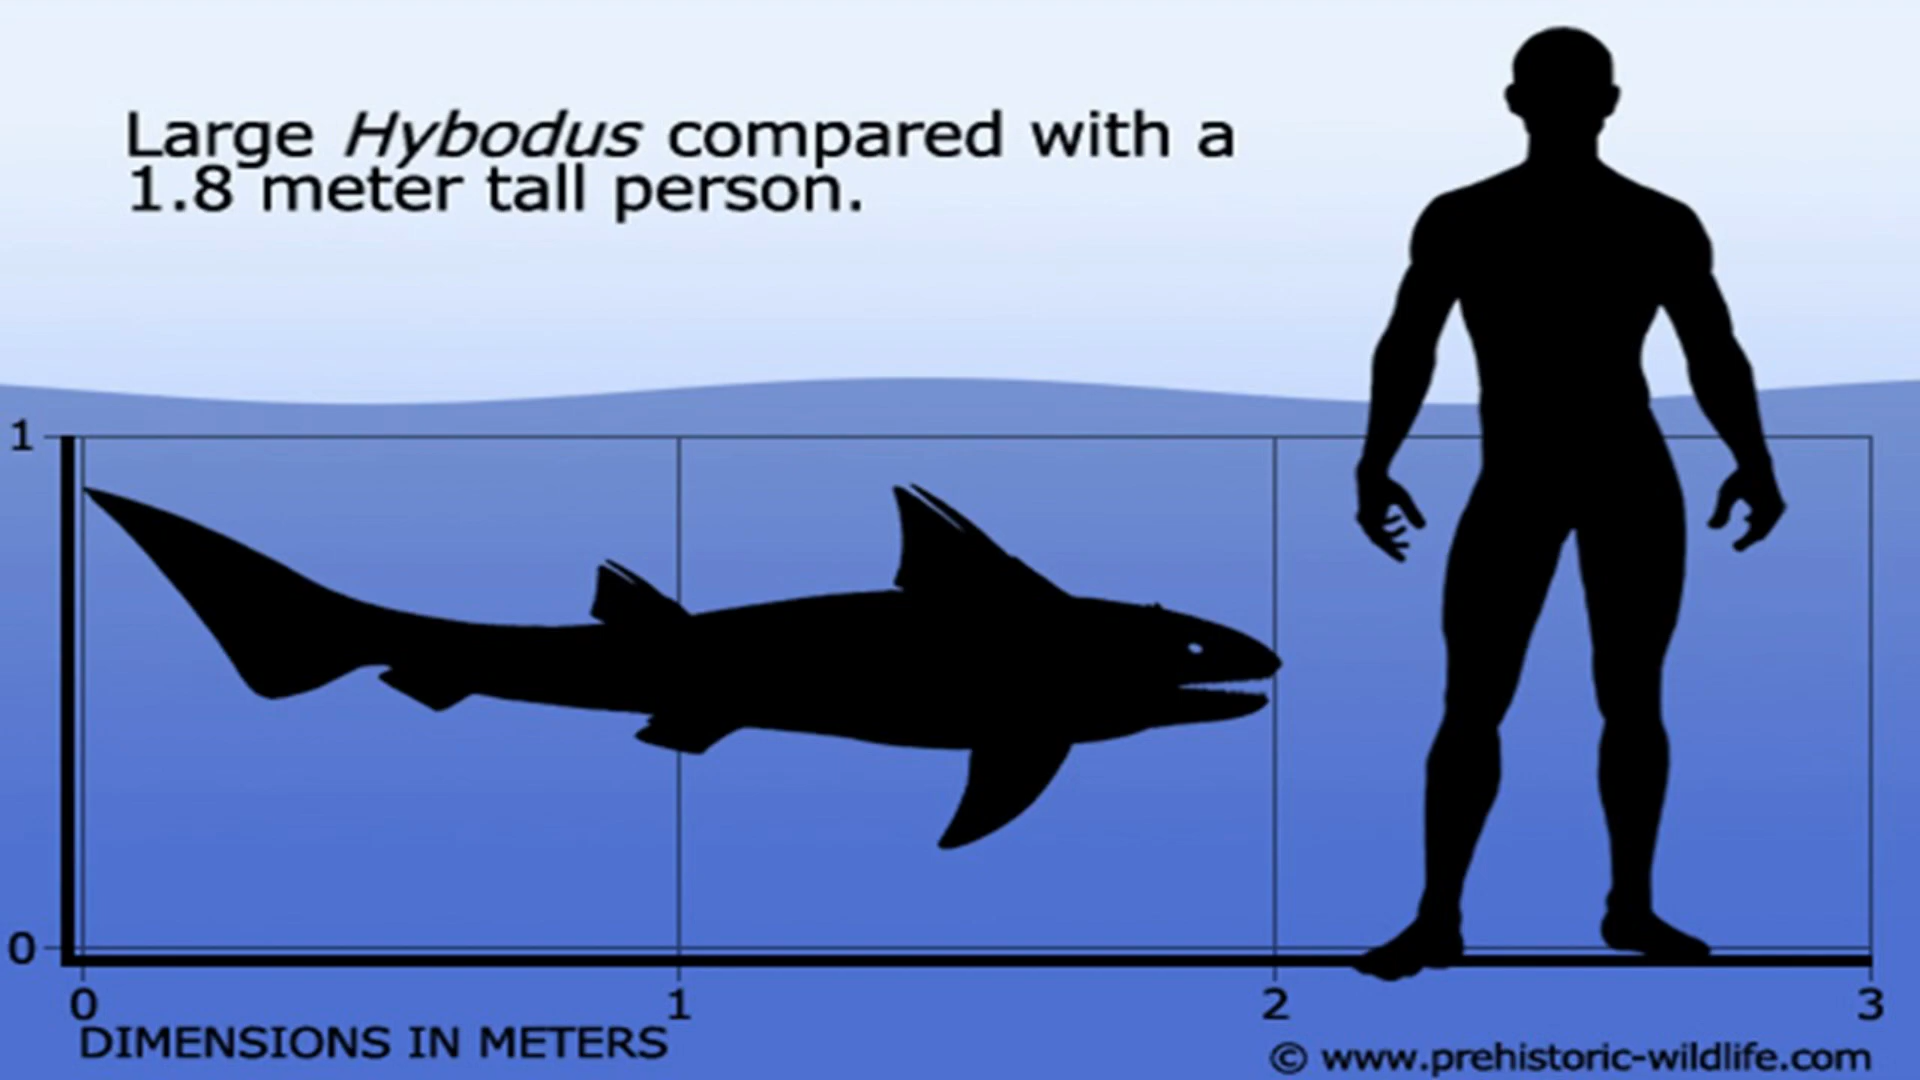 Large Hybodus compared with a
1.8 meter tall person.
1
0
0 1 2 3
DIMENSIONS IN METERS
© www.prehistoric-wildlife.com